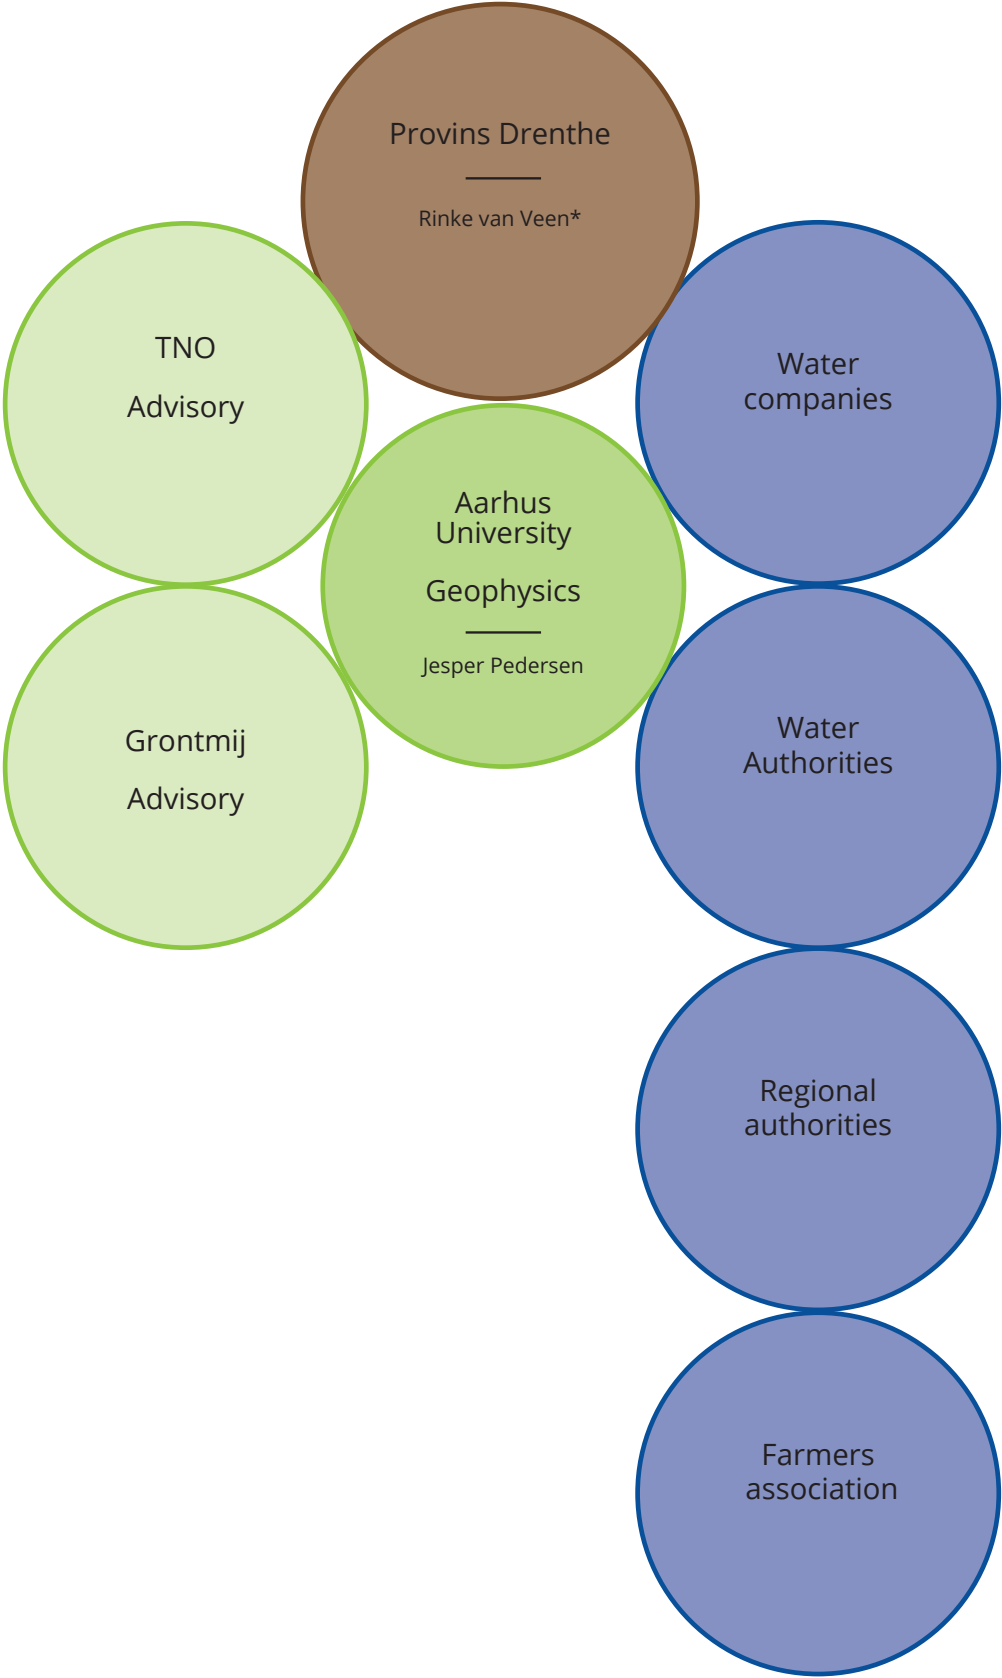 Provins Drenthe
Rinke van Veen*
TNO
Advisory
Water
companies
Aarhus
University
Geophysics
Jesper Pedersen
Grontmij
Advisory
Water
Authorities
Regional
authorities
Farmers
association